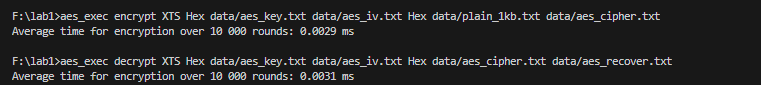 F:\lab1>aes_exec encrypt XTS Hex data/aes_key.txt data/aes_iv.txt Hex data/plain_1kb.txt data/aes_cipher.txt
Average time for encryption over 10 000 rounds: 0.0029 ms
F:\lab1>aes_exec decrypt XTS Hex data/aes_key.txt data/aes_iv.txt Hex data/aes_cipher.txt data/aes_recover.txt
Average time for encryption over 10 000 rounds: 0.0031 ms